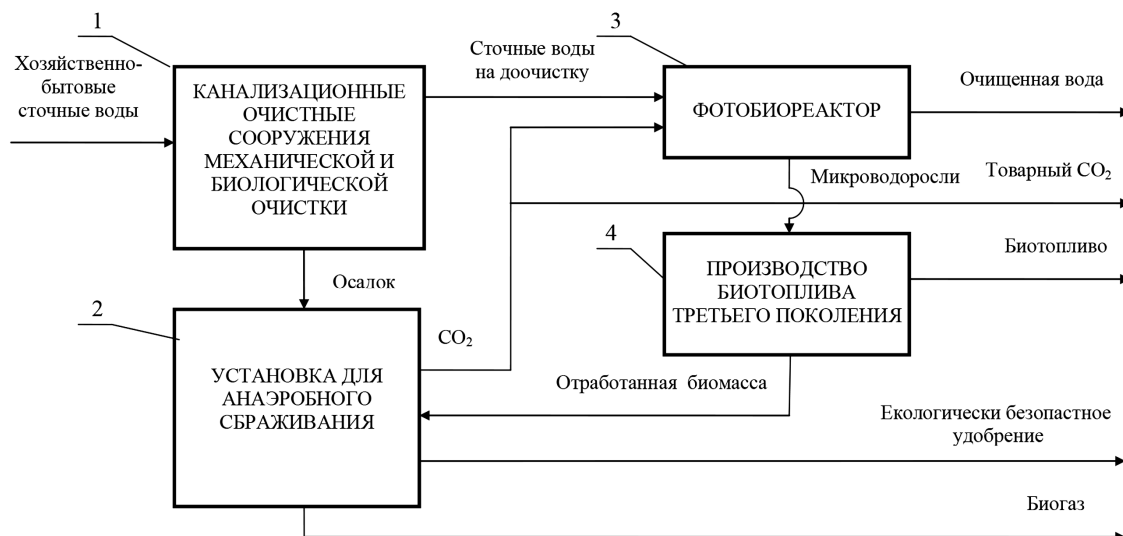 1
Хозяйственно-
бытовые
сточные воды
КАНАЛИЗАЦИОННЫЕ
ОЧИСТНЫЕ
СООРУЖЕНИЯ
МЕХАНИЧЕСКОЙ И
БИОЛОГИЧЕСКОЙ
ОЧИСТКИ
Сточные воды
на доочистку
3
ФОТОБИОРЕАКТОР
Очищенная вода
Микроводоросли
Товарный CO₂
4
ПРОИЗВОДСТВО
БИОТОПЛИВА
ТРЕТЬЕГО ПОКОЛЕНИЯ
Биотопливо
Осалок
2
УСТАНОВКА ДЛЯ
АНАЭРОБНОГО
СБРАЖИВАНИЯ
CO₂
Отработанная биомасса
Екологически безопастное
удобрение
Биогаз